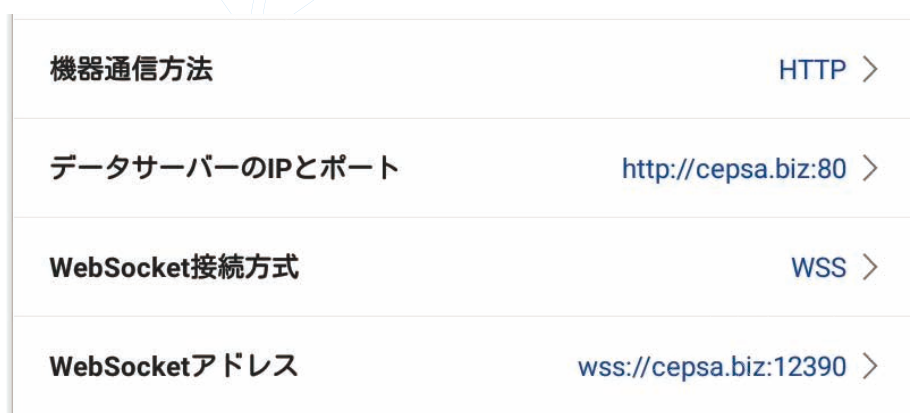 機器通信方法 HTTP
データサーバーのIPとポート http://cepsa.biz:80
WebSocket接続方式 WSS
WebSocketアドレス wss://cepsa.biz:12390